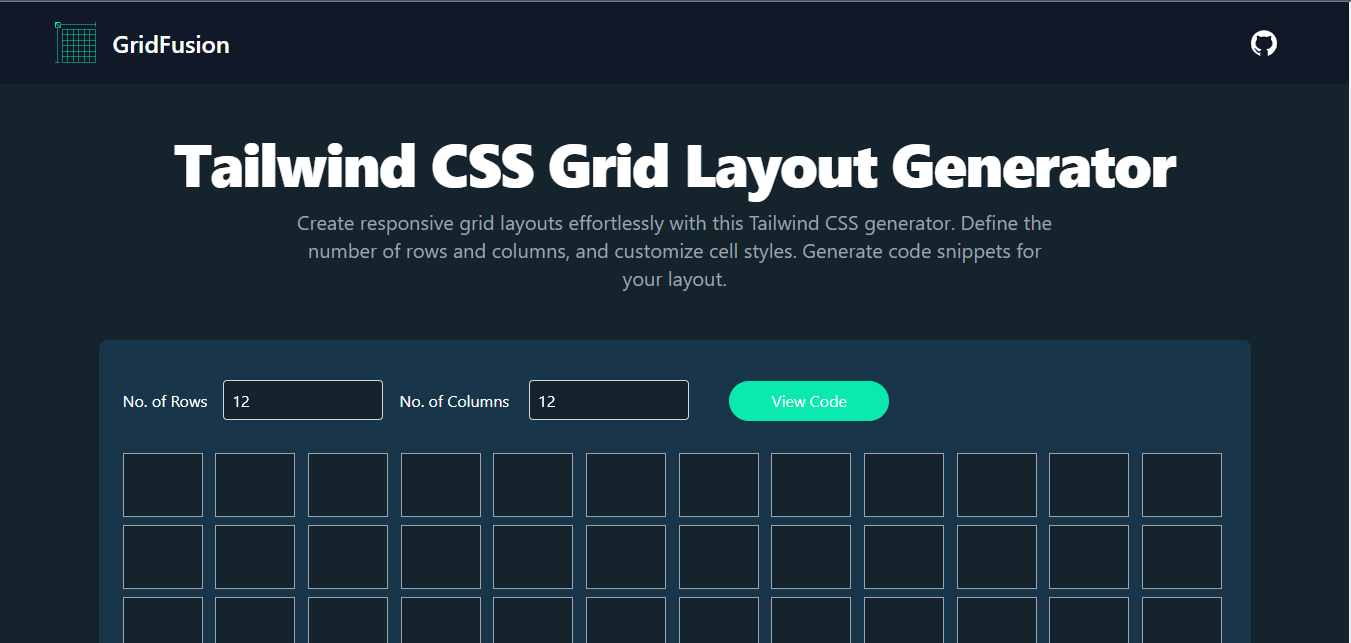 GridFusion
Tailwind CSS Grid Layout Generator
Create responsive grid layouts effortlessly with this Tailwind CSS generator. Define the
number of rows and columns, and customize cell styles. Generate code snippets for
your layout.
No. of Rows 12 No. of Columns 12 View Code